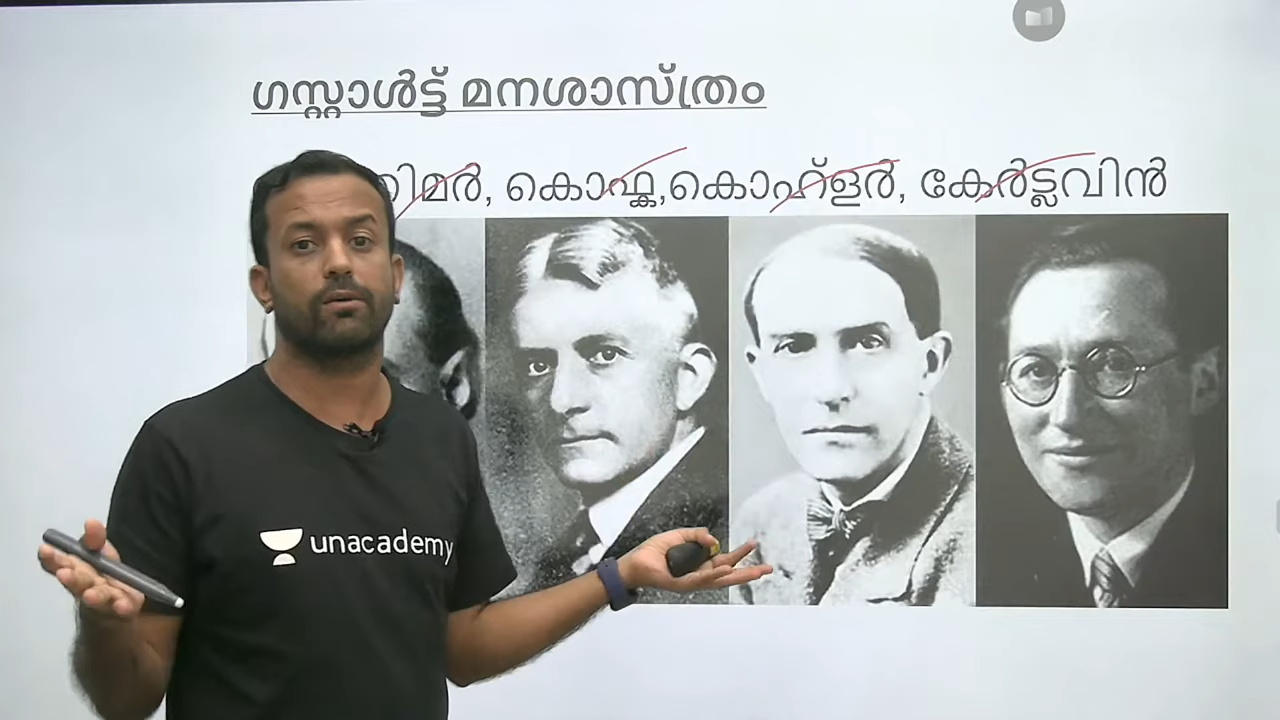 ഗസ്റ്റാൾട്ട് മനശാസ്ത്രം
കൊഫ്ക,കൊഹ്ളർ, കേർട്ലവിൻ
unacademy